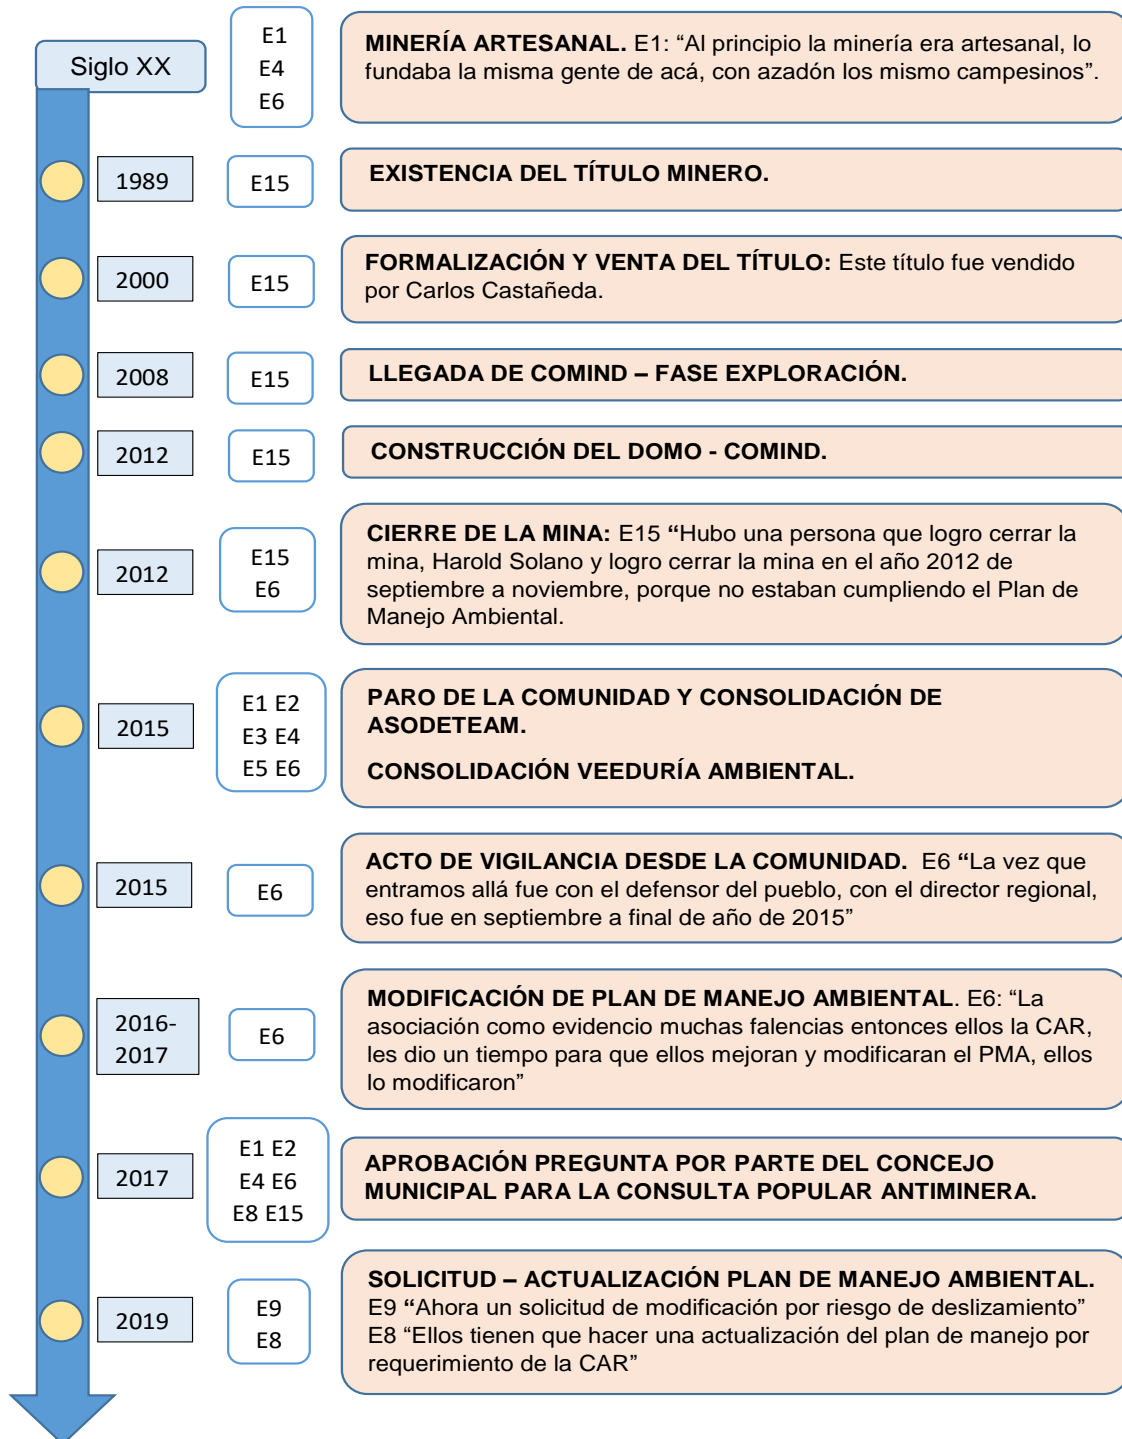 Siglo XX
E1
E4
E6
MINERÍA ARTESANAL. E1: “Al principio la minería era artesanal, lo
fundaba la misma gente de acá, con azadón los mismo campesinos”.
1989
E15
EXISTENCIA DEL TÍTULO MINERO.
2000
E15
FORMALIZACIÓN Y VENTA DEL TÍTULO: Este título fue vendido
por Carlos Castañeda.
2008
E15
LLEGADA DE COMIND – FASE EXPLORACIÓN.
2012
E15
CONSTRUCCIÓN DEL DOMO - COMIND.
2012
E15
E6
CIERRE DE LA MINA: E15 “Hubo una persona que logro cerrar la
mina, Harold Solano y logro cerrar la mina en el año 2012 de
septiembre a noviembre, porque no estaban cumpliendo el Plan de
Manejo Ambiental.
2015
E1 E2
E3 E4
E5 E6
PARO DE LA COMUNIDAD Y CONSOLIDACIÓN DE
ASODETEAM.
CONSOLIDACIÓN VEEDURÍA AMBIENTAL.
2015
E6
ACTO DE VIGILANCIA DESDE LA COMUNIDAD. E6 “La vez que
entramos allá fue con el defensor del pueblo, con el director regional,
eso fue en septiembre a final de año de 2015”
2016-
2017
E6
MODIFICACIÓN DE PLAN DE MANEJO AMBIENTAL. E6: “La
asociación como evidencio muchas falencias entonces ellos la CAR,
les dio un tiempo para que ellos mejoran y modificaran el PMA, ellos
lo modificaron”
2017
E1 E2
E4 E6
E8 E15
APROBACIÓN PREGUNTA POR PARTE DEL CONCEJO
MUNICIPAL PARA LA CONSULTA POPULAR ANTIMINERA.
2019
E9
E8
SOLICITUD – ACTUALIZACIÓN PLAN DE MANEJO AMBIENTAL.
E9 “Ahora un solicitud de modificación por riesgo de deslizamiento”
E8 “Ellos tienen que hacer una actualización del plan de manejo por
requerimiento de la CAR”